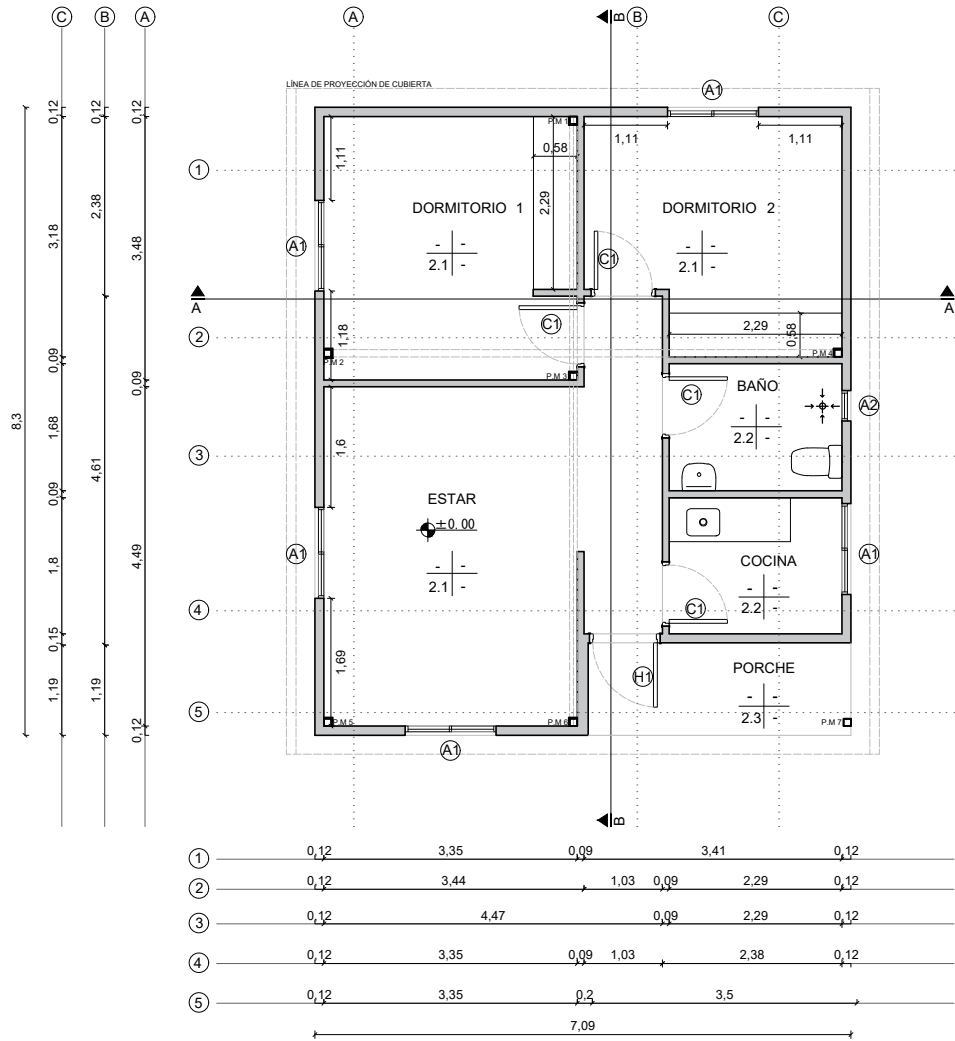 C B A A B B C
LÍNEA DE PROYECCIÓN DE CUBIERTA
A1
0,12 0,12 0,12
P.M 1
1,11 1,11
1,11 0,58
1
2,38
3,18 3,48
2,29
DORMITORIO 1 DORMITORIO 2
- -
2.1 -
- -
2.1 -
A1
C1
A A
C1
1,18
2,29
0,58
2
P.M 2 P.M 3 P.M 4
0,09 0,09
8,3
BAÑO
C1
- -
2.2 -
A2
1,68
1,6
4,61
3
0,09
ESTAR
±0.00
- -
2.1 -
A1
COCINA
- -
2.2 -
A1
1,8
4,49
C1
4
0,15
1,69
H1
PORCHE
- -
2.3 -
1,19 1,19
5
P.M 5 P.M 6 P.M 7
0,12
A1
B
1 0,12 3,35 0,09 3,41 0,12
2 0,12 3,44 1,03 0,09 2,29 0,12
3 0,12 4,47 0,09 2,29 0,12
4 0,12 3,35 0,09 1,03 2,38 0,12
5 0,12 3,35 0,2 3,5
7,09